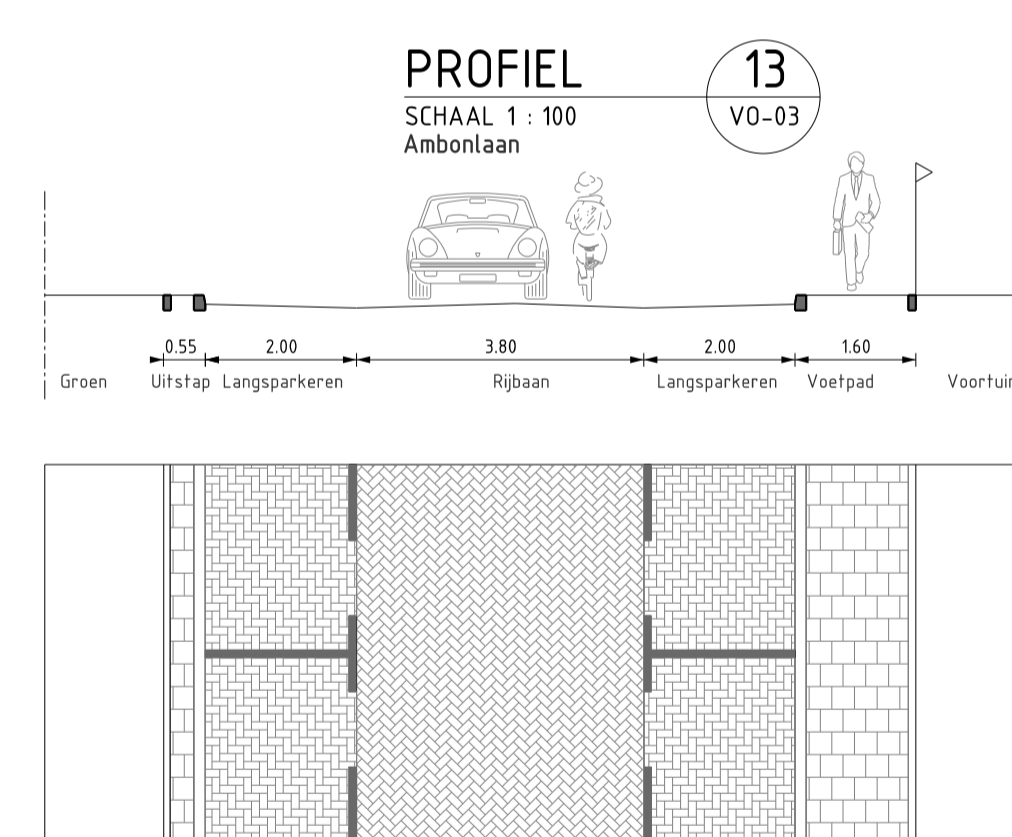 PROFIEL
13
SCHAAL 1 : 100
VO-03
Ambonlaan
0.55 2.00 3.80 2.00 1.60
Groen Uitstap Langsparkeren Rijbaan Langsparkeren Voetpad Voortuin